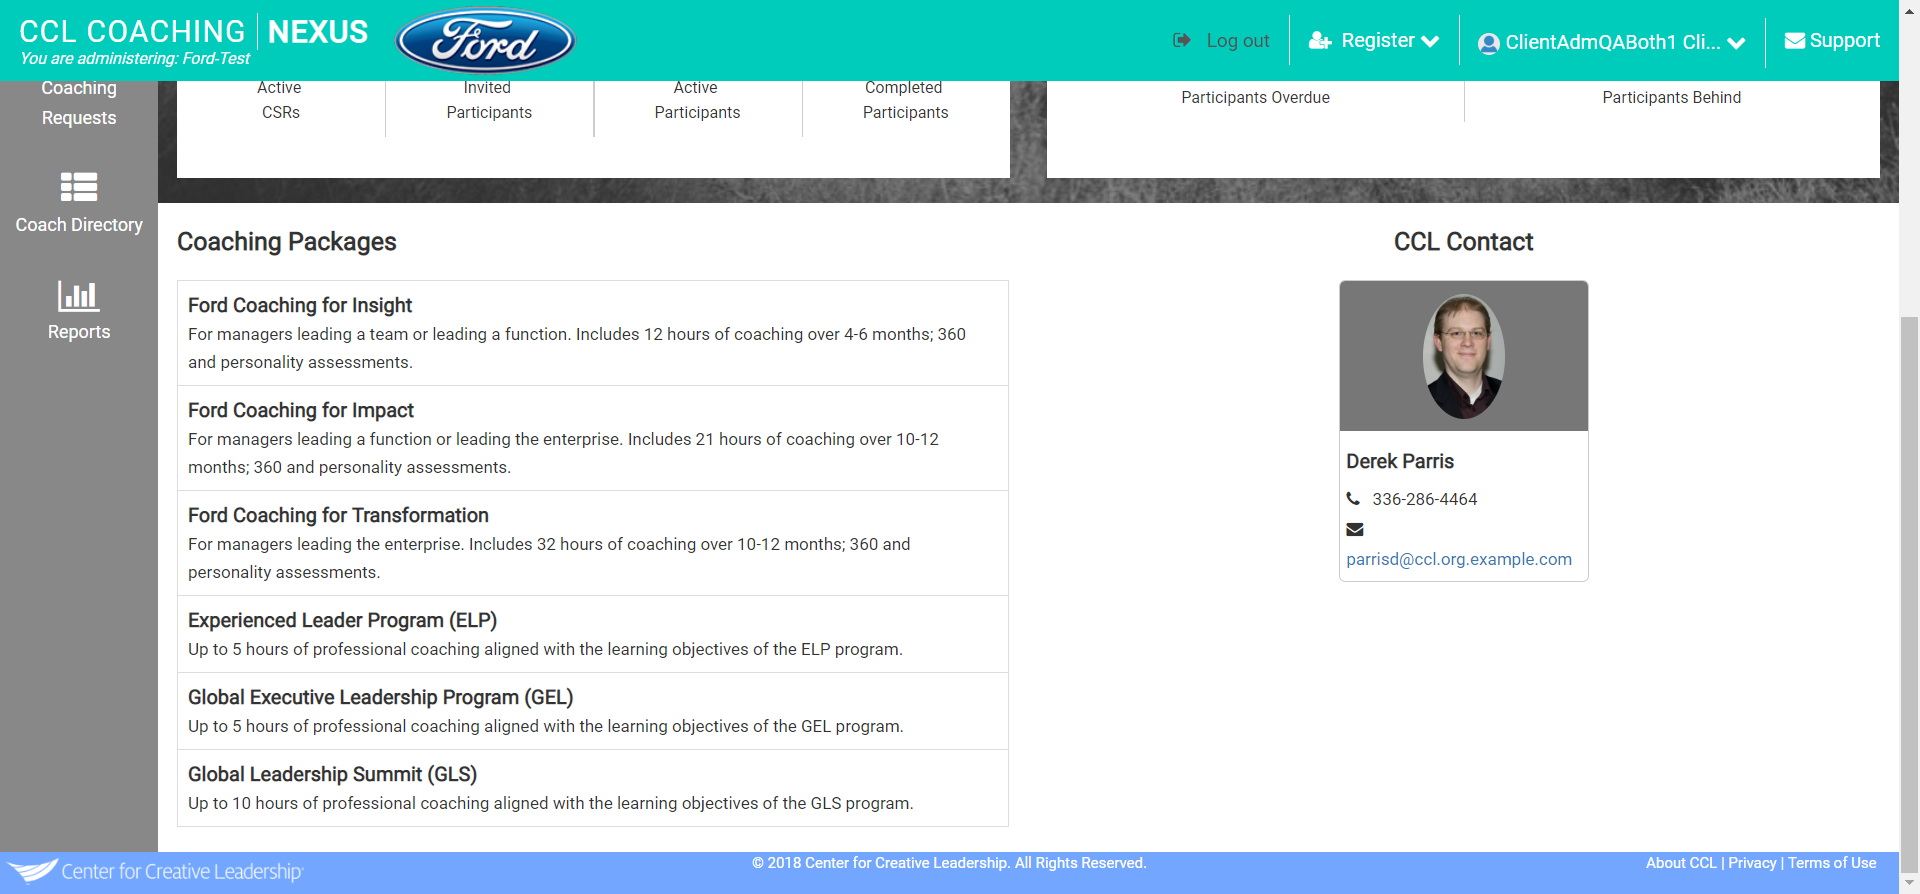 CCL COACHING NEXUS
You are administering: Ford-Test
Ford
Log out
Register
ClientAdmQABoth1 Cli...
Support
Coaching
Requests
Coach Directory
Reports
Active
CSRs
Invited
Participants
Active
Participants
Completed
Participants
Participants Overdue
Participants Behind
Coaching Packages
Ford Coaching for Insight
For managers leading a team or leading a function. Includes 12 hours of coaching over 4-6 months; 360
and personality assessments.
Ford Coaching for Impact
For managers leading a function or leading the enterprise. Includes 21 hours of coaching over 10-12
months; 360 and personality assessments.
Ford Coaching for Transformation
For managers leading the enterprise. Includes 32 hours of coaching over 10-12 months; 360 and
personality assessments.
Experienced Leader Program (ELP)
Up to 5 hours of professional coaching aligned with the learning objectives of the ELP program.
Global Executive Leadership Program (GEL)
Up to 5 hours of professional coaching aligned with the learning objectives of the GEL program.
Global Leadership Summit (GLS)
Up to 10 hours of professional coaching aligned with the learning objectives of the GLS program.
CCL Contact
Derek Parris
336-286-4464
parrisd@ccl.org.example.com
Center for Creative Leadership
© 2018 Center for Creative Leadership. All Rights Reserved.
About CCL | Privacy | Terms of Use